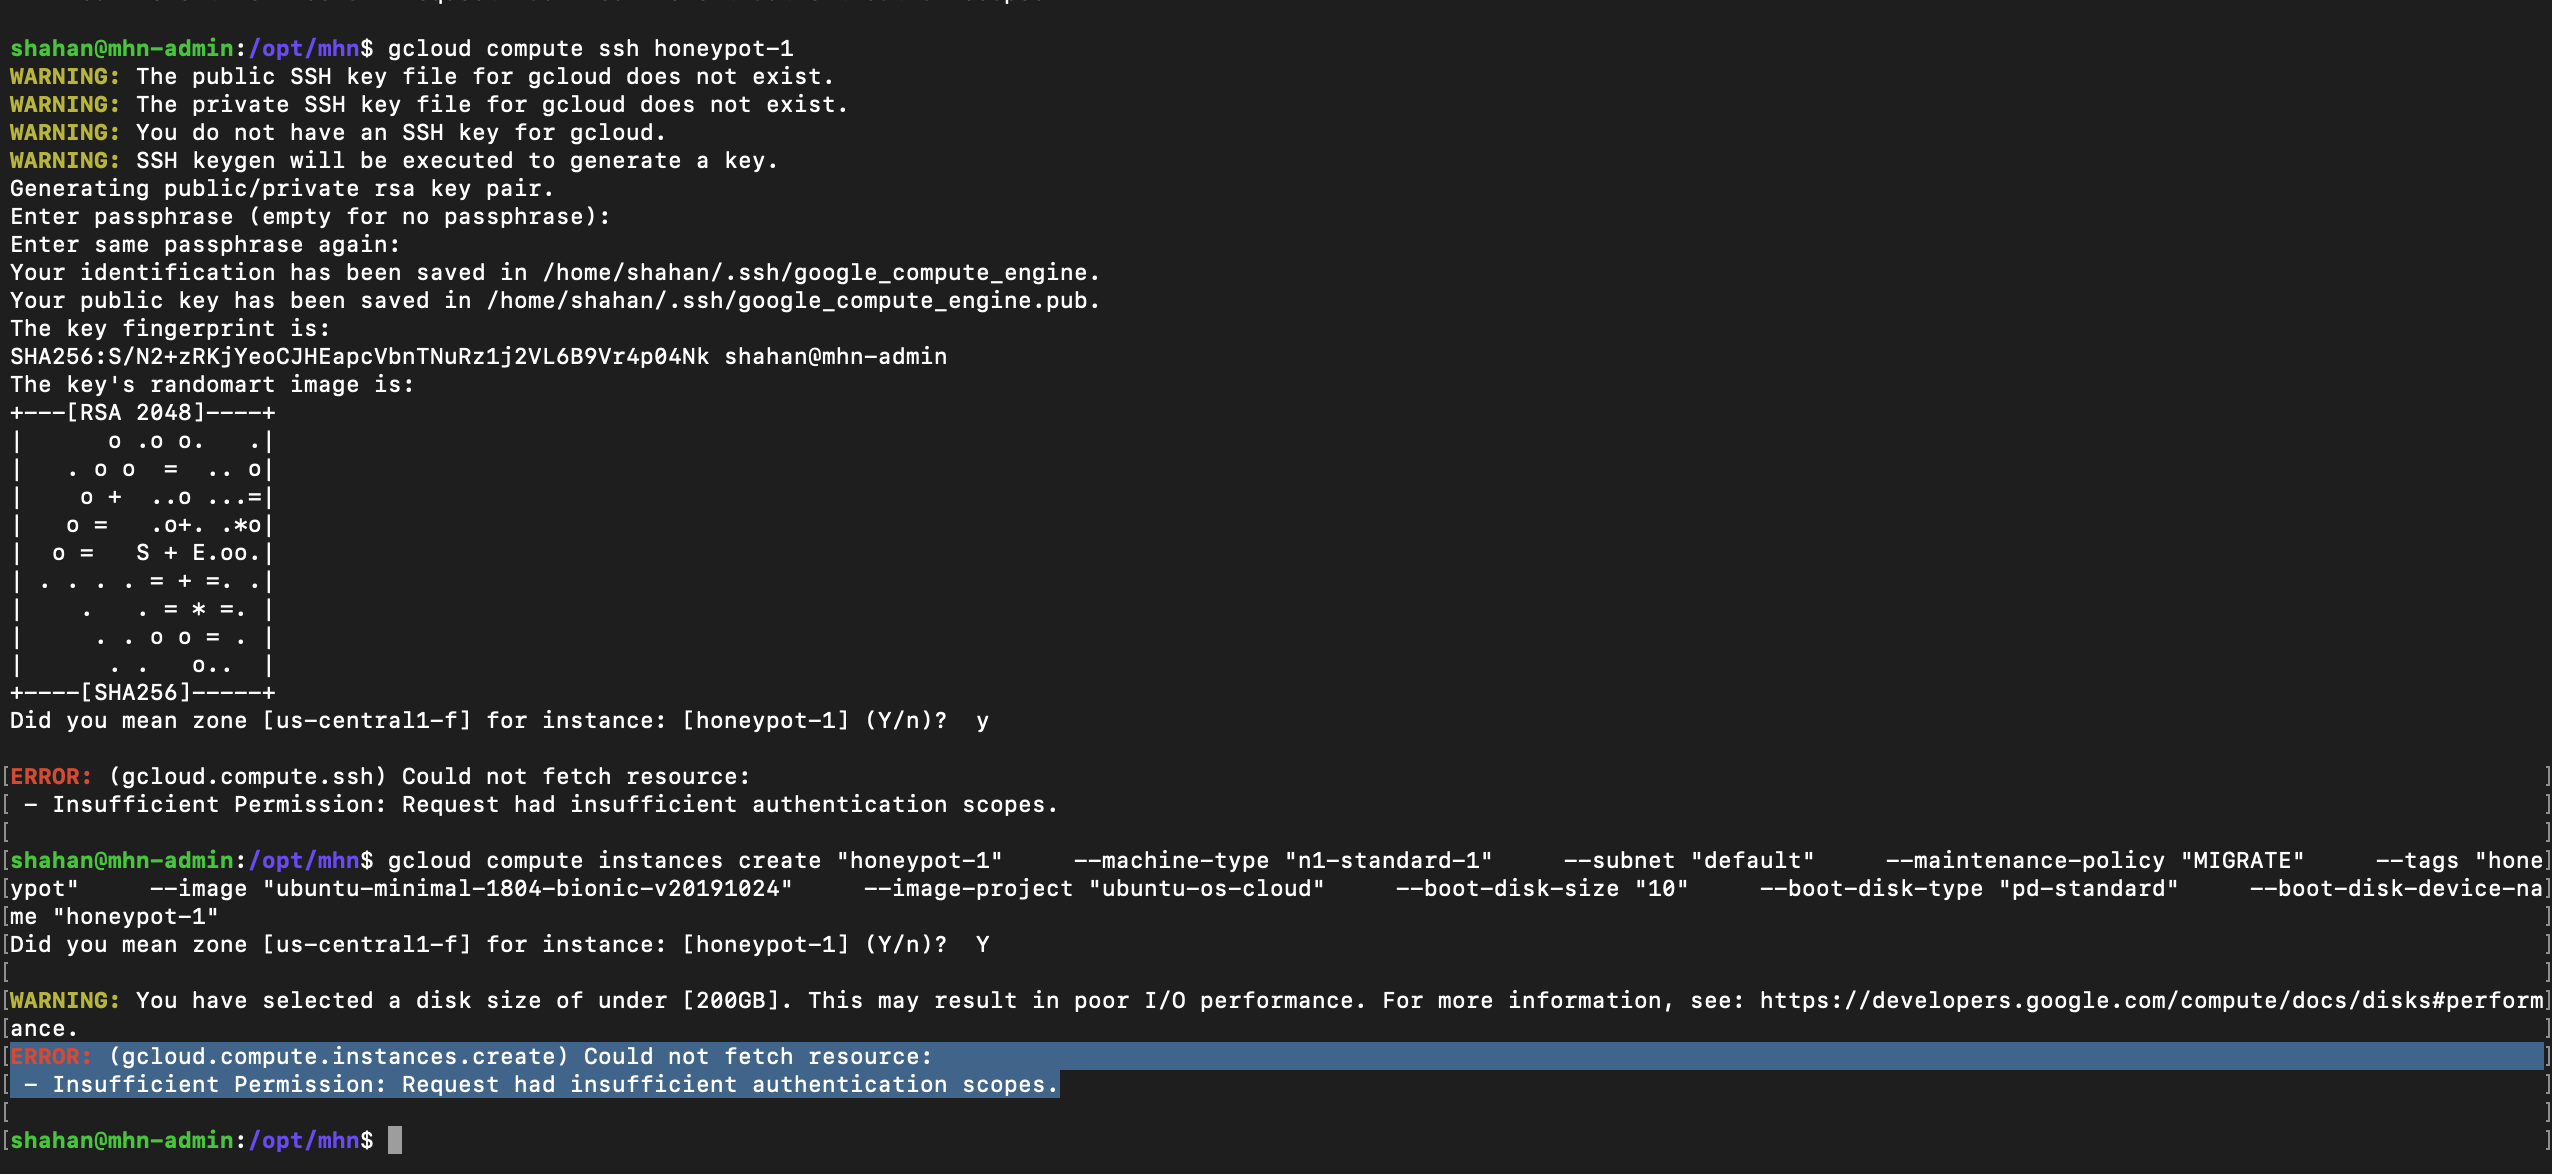 shahan@mhn-admin:/opt/mhn$ gcloud compute ssh honeypot-1
WARNING: The public SSH key file for gcloud does not exist.
WARNING: The private SSH key file for gcloud does not exist.
WARNING: You do not have an SSH key for gcloud.
WARNING: SSH keygen will be executed to generate a key.
Generating public/private rsa key pair.
Enter passphrase (empty for no passphrase):
Enter same passphrase again:
Your identification has been saved in /home/shahan/.ssh/google_compute_engine.
Your public key has been saved in /home/shahan/.ssh/google_compute_engine.pub.
The key fingerprint is:
SHA256:S/N2+zRKjYeoCJHEapcVbnTNuRz1j2VL6B9Vr4p04Nk shahan@mhn-admin
The key's randomart image is:
+---[RSA 2048]----+
|      o .o o.   .|
|   . o o  =  .. o|
|    o +  ..o ...=|
|   o =   .o+. .*o|
|  o =   S + E.oo.|
| . . . . = + =. .|
|    .   . = * =. |
|     . . o o = . |
|      . .   o..  |
+----[SHA256]-----+
Did you mean zone [us-central1-f] for instance: [honeypot-1] (Y/n)?  y
[ERROR: (gcloud.compute.ssh) Could not fetch resource: ]
[ - Insufficient Permission: Request had insufficient authentication scopes. ]
[ ]
[shahan@mhn-admin:/opt/mhn$ gcloud compute instances create "honeypot-1"     --machine-type "n1-standard-1"     --subnet "default"     --maintenance-policy "MIGRATE"     --tags "hone]
[ypot"     --image "ubuntu-minimal-1804-bionic-v20191024"     --image-project "ubuntu-os-cloud"     --boot-disk-size "10"     --boot-disk-type "pd-standard"     --boot-disk-device-na]
[me "honeypot-1" ]
[Did you mean zone [us-central1-f] for instance: [honeypot-1] (Y/n)?  Y ]
[ ]
[WARNING: You have selected a disk size of under [200GB]. This may result in poor I/O performance. For more information, see: https://developers.google.com/compute/docs/disks#perform]
[ance. ]
[ERROR: (gcloud.compute.instances.create) Could not fetch resource: ]
[ - Insufficient Permission: Request had insufficient authentication scopes. ]
[ ]
[shahan@mhn-admin:/opt/mhn$ ]